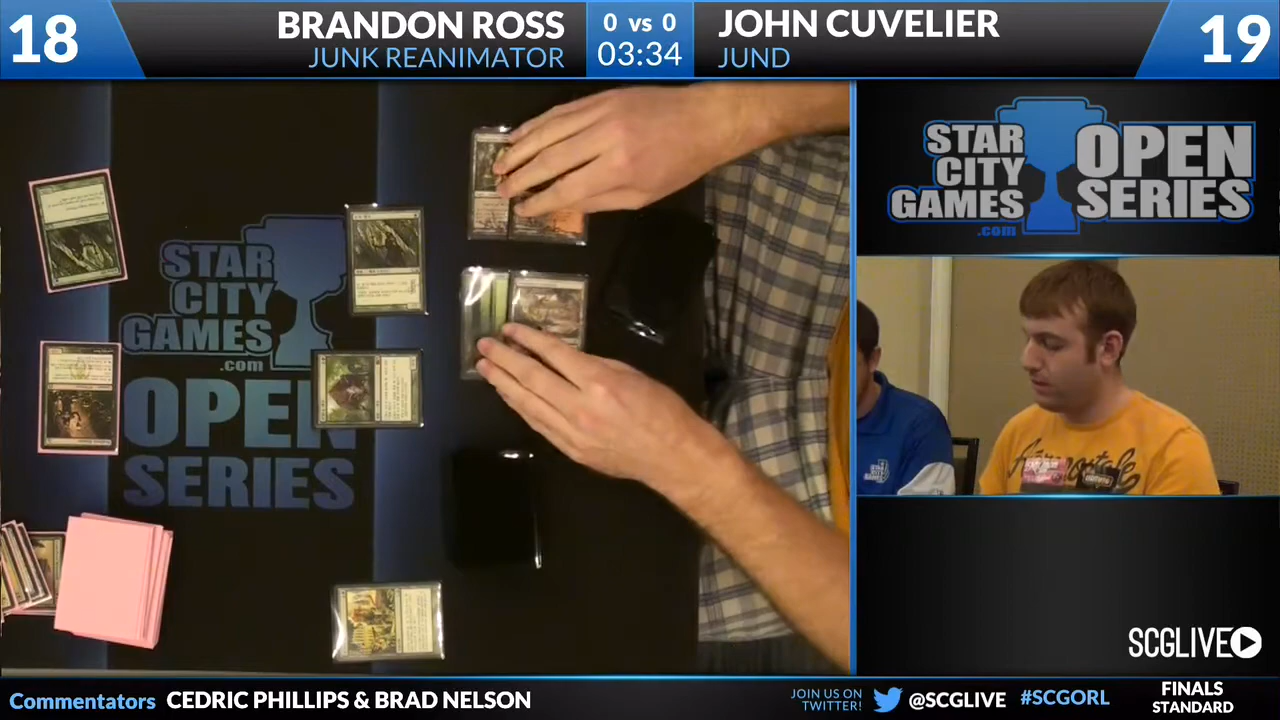 18
BRANDON ROSS
JUNK REANIMATOR
0 vs 0
03:34
JOHN CUVELIER
JUND
19
STAR
CITY
GAMES
.com
OPEN
SERIES
STAR
CITY
GAMES
.com
OPEN
SERIES
Aéropostale
SCGLIVE
Commentators CEDRIC PHILLIPS & BRAD NELSON
JOIN US ON
TWITTER!
@SCGLIVE
#SCGORL
FINALS
STANDARD